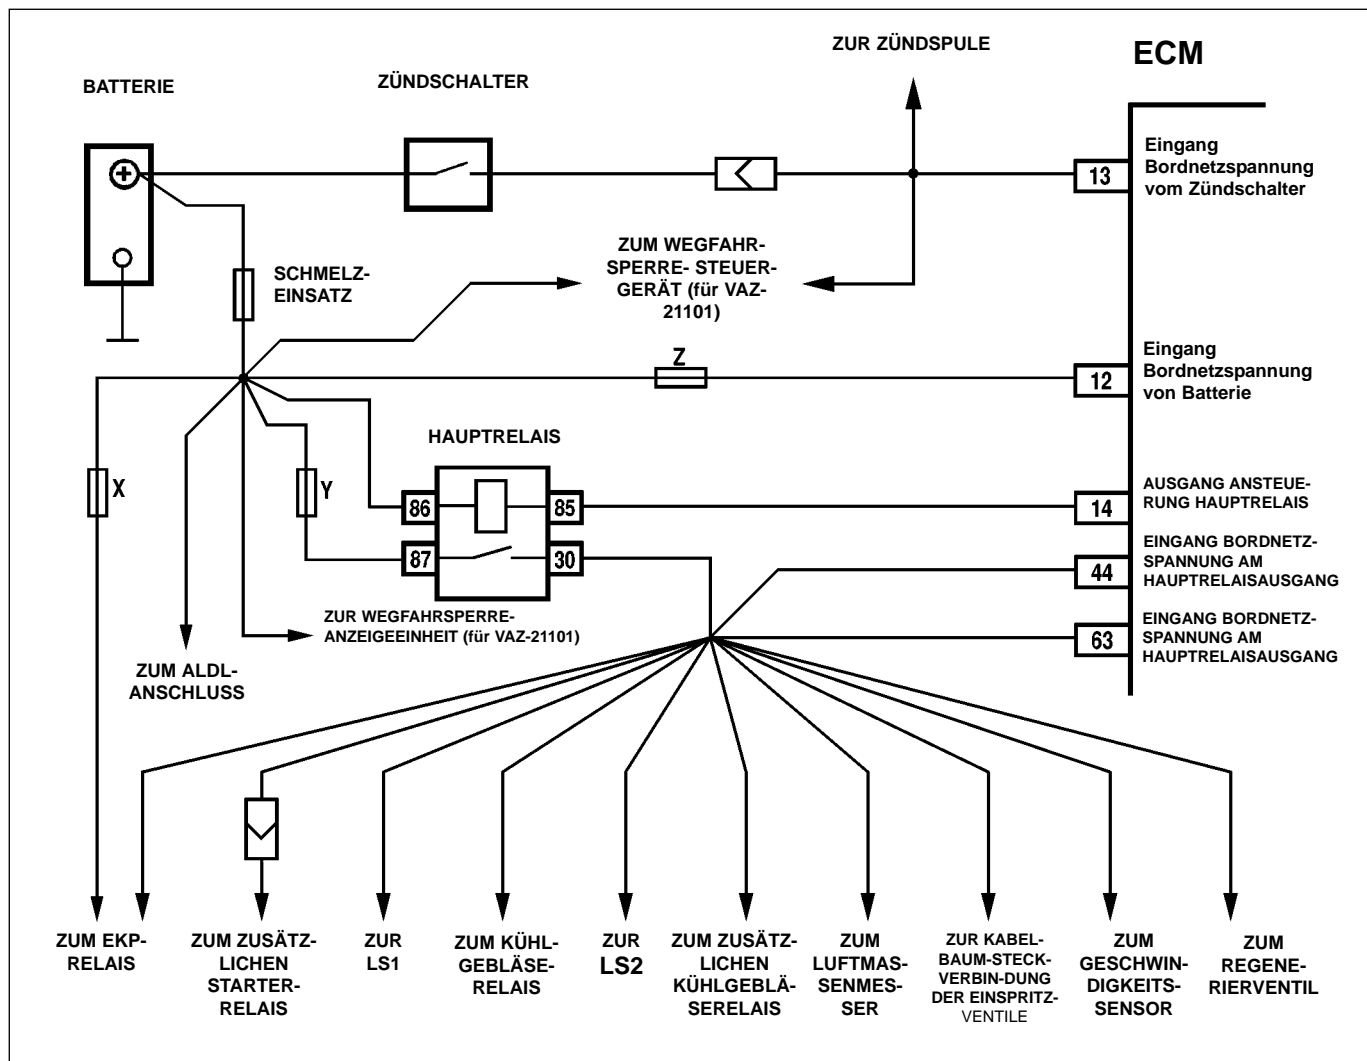 ZUR ZÜNDSPULE
ECM
BATTERIE
ZÜNDSCHALTER
Eingang
Bordnetzspannung
vom Zündschalter
13
ZUM WEGFAHR-
SPERRE- STEUER-
GERÄT (für VAZ-
21101)
SCHMELZ-
EINSATZ
Z
12
Eingang
Bordnetzspannung
von Batterie
HAUPTRELAIS
X
Y
86
85
87
30
14
AUSGANG ANSTEUE-
RUNG HAUPTRELAIS
44
EINGANG BORDNETZ-
SPANNUNG AM
HAUPTRELAISAUSGANG
63
EINGANG BORDNETZ-
SPANNUNG AM
HAUPTRELAISAUSGANG
ZUR WEGFAHRSPERRE-
ANZEIGEEINHEIT (für VAZ-21101)
ZUM ALDL-
ANSCHLUSS
ZUM EKP-
RELAIS
ZUM ZUSÄTZ-
LICHEN
STARTER-
RELAIS
ZUR
LS1
ZUM KÜHL-
GEBLÄSE-
RELAIS
ZUR
LS2
ZUM ZUSÄTZ-
LICHEN
KÜHLGEBLÄ-
SERELAIS
ZUM
LUFTMAS-
SENMES-
SER
ZUR KABEL-
BAUM-STECK-
VERBIN-DUNG
DER EINSPRITZ-
VENTILE
ZUM
GESCHWIN-
DIGKEITS-
SENSOR
ZUM
REGENE-
RIERVENTIL